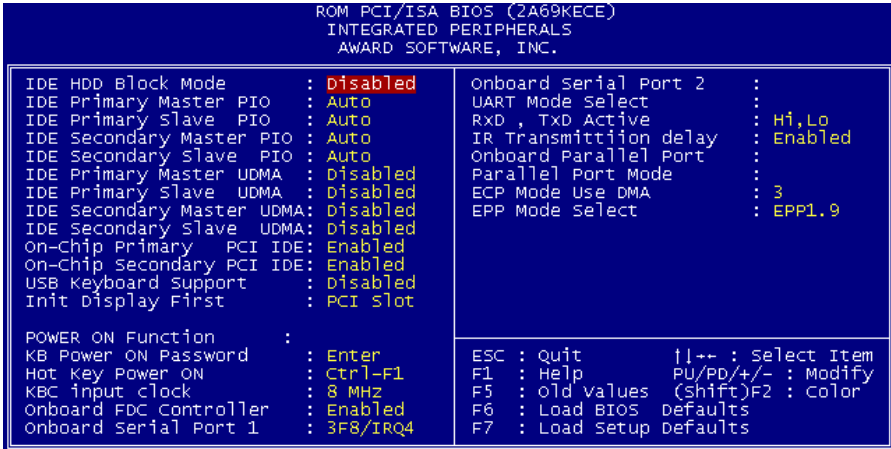 ROM PCI/ISA BIOS (2A69KECE)
INTEGRATED PERIPHERALS
AWARD SOFTWARE, INC.
IDE HDD Block Mode : Disabled
IDE Primary Master PIO : Auto
IDE Primary Slave PIO : Auto
IDE Secondary Master PIO : Auto
IDE Secondary Slave PIO : Auto
IDE Primary Master UDMA : Disabled
IDE Primary Slave UDMA : Disabled
IDE Secondary Master UDMA: Disabled
IDE Secondary Slave UDMA: Disabled
On-Chip Primary PCI IDE: Enabled
On-Chip Secondary PCI IDE: Enabled
USB Keyboard Support : Disabled
Init Display First : PCI Slot
POWER ON Function :
KB Power ON Password : Enter
Hot Key Power ON : Ctrl-F1
KBC input clock : 8 MHz
Onboard FDC Controller : Enabled
Onboard Serial Port 1 : 3F8/IRQ4
Onboard Serial Port 2 :
UART Mode Select :
RxD , TxD Active : Hi,Lo
IR Transmittiion delay : Enabled
Onboard Parallel Port :
Parallel Port Mode :
ECP Mode Use DMA : 3
EPP Mode Select : EPP1.9
ESC : Quit ↑↓→← : Select Item
F1 : Help PU/PD/+/- : Modify
F5 : Old Values (Shift)F2 : Color
F6 : Load BIOS Defaults
F7 : Load Setup Defaults